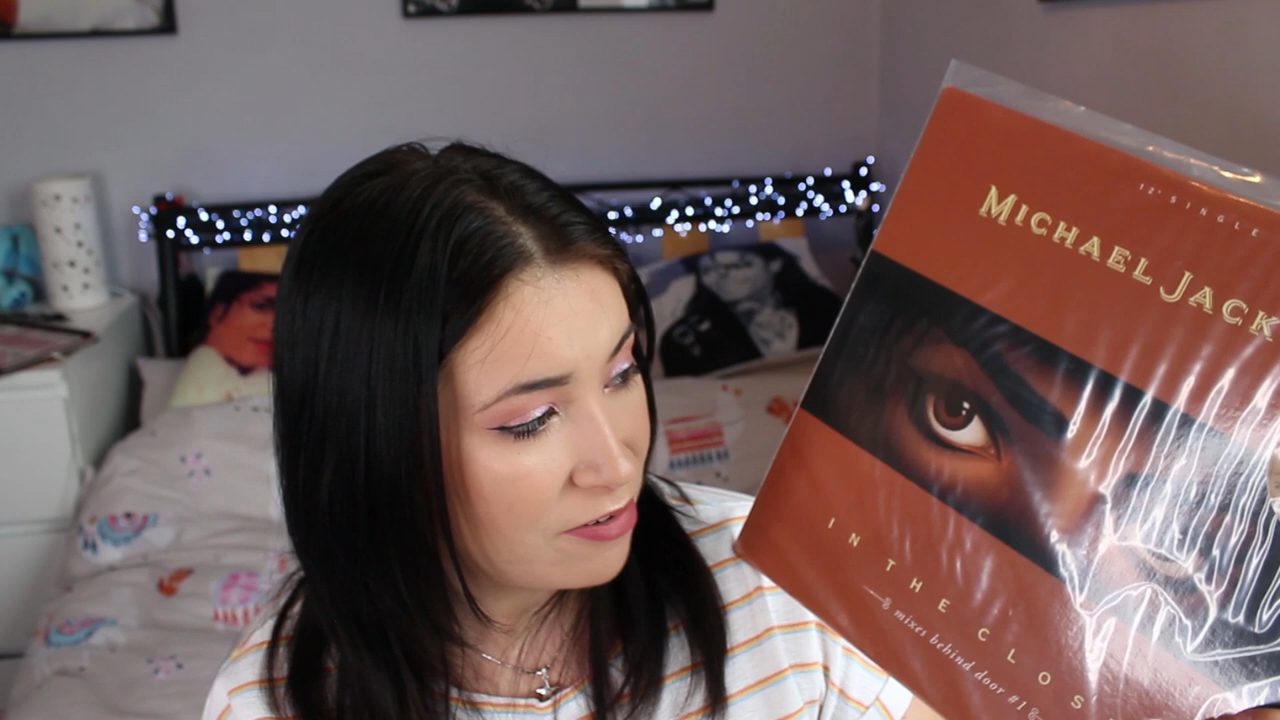 12" SINGLE
MICHAEL JACK
IN THE CLOS
mixes behind door #1 &